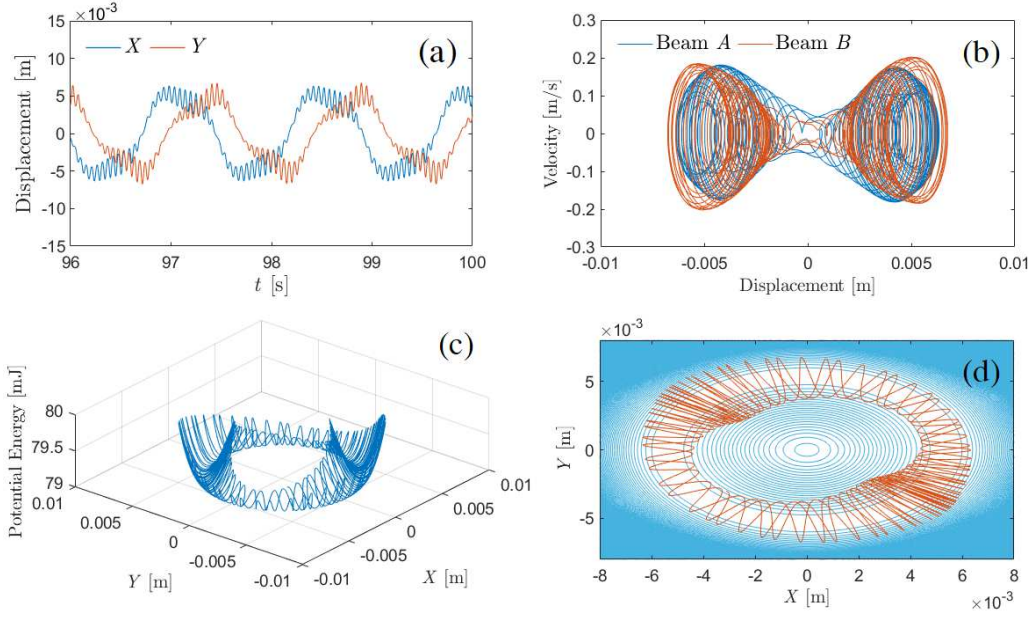 ×10⁻³
15
10
5
0
-5
-10
-15
X Y
(a)
Displacement [m]
96 97 98 99 100
t [s]
0.3
0.2
0.1
0
-0.1
-0.2
-0.3
Beam A Beam B
(b)
Velocity [m/s]
-0.01 -0.005 0 0.005 0.01
Displacement [m]
(c)
Potential Energy [mJ]
80
79.5
79
0.01
0.005
0
-0.005
-0.01
Y [m]
-0.01
-0.005
0
0.005
0.01
X [m]
×10⁻³
5
0
-5
(d)
Y [m]
-8 -6 -4 -2 0 2 4 6 8
X [m]
×10⁻³